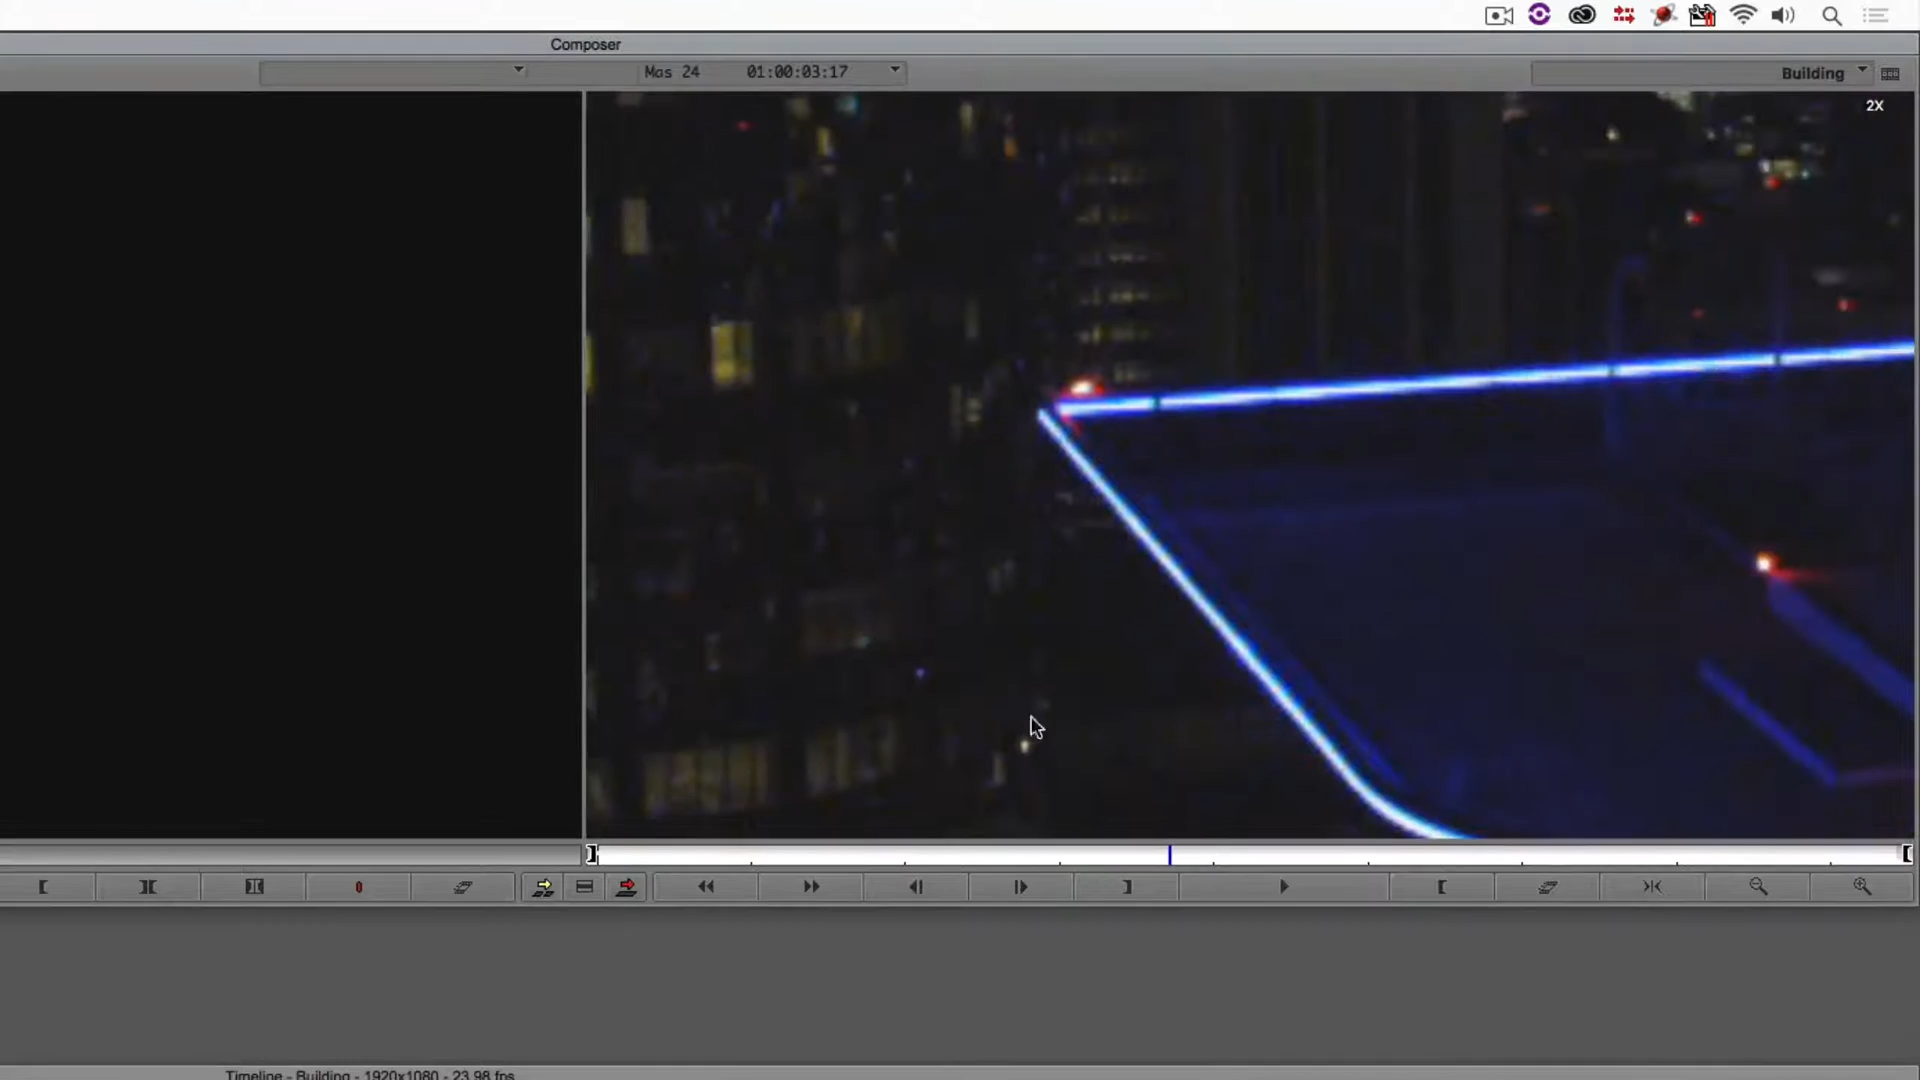 Composer
Mas 24 01:00:03:17
Building
2X
Timeline - Building - 1920x1080 - 23.98 fps